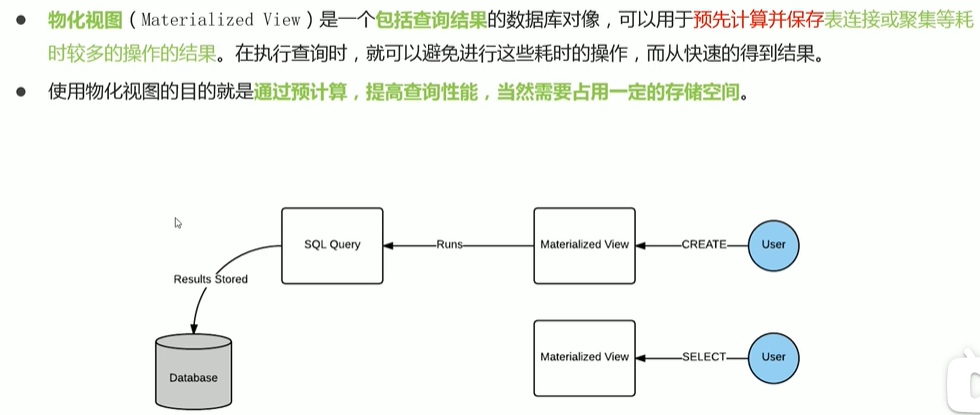 ● 物化视图（Materialized View）是一个包括查询结果的数据库对像，可以用于预先计算并保存表连接或聚集等耗
时较多的操作的结果。在执行查询时，就可以避免进行这些耗时的操作，而从快速的得到结果。
● 使用物化视图的目的就是通过预计算，提高查询性能，当然需要占用一定的存储空间。
SQL Query
Runs
Materialized View
CREATE
User
Results Stored
Database
Materialized View
SELECT
User